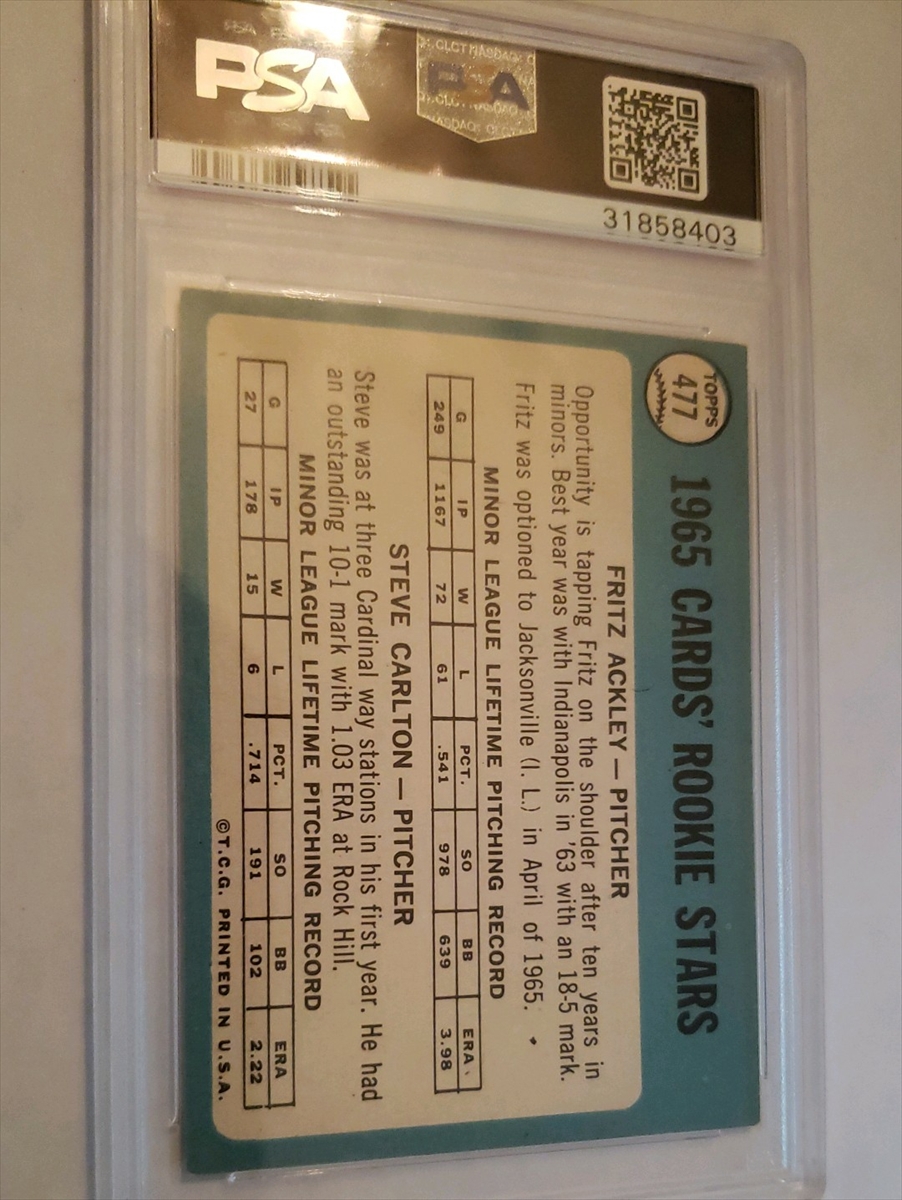 PSA
PSA
31858403
TOPPS
477
1965 CARDS' ROOKIE STARS
FRITZ ACKLEY — PITCHER
Opportunity is tapping Fritz on the shoulder after ten years in
minors. Best year was with Indianapolis in '63 with an 18-5 mark.
Fritz was optioned to Jacksonville (I. L.) in April of 1965.
MINOR LEAGUE LIFETIME PITCHING RECORD
G IP W L PCT. SO BB ERA
249 1167 72 61 .541 978 639 3.98
STEVE CARLTON — PITCHER
Steve was at three Cardinal way stations in his first year. He had
an outstanding 10-1 mark with 1.03 ERA at Rock Hill.
MINOR LEAGUE LIFETIME PITCHING RECORD
G IP W L PCT. SO BB ERA
27 178 15 6 .714 191 102 2.22
©T.C.G. PRINTED IN U.S.A.